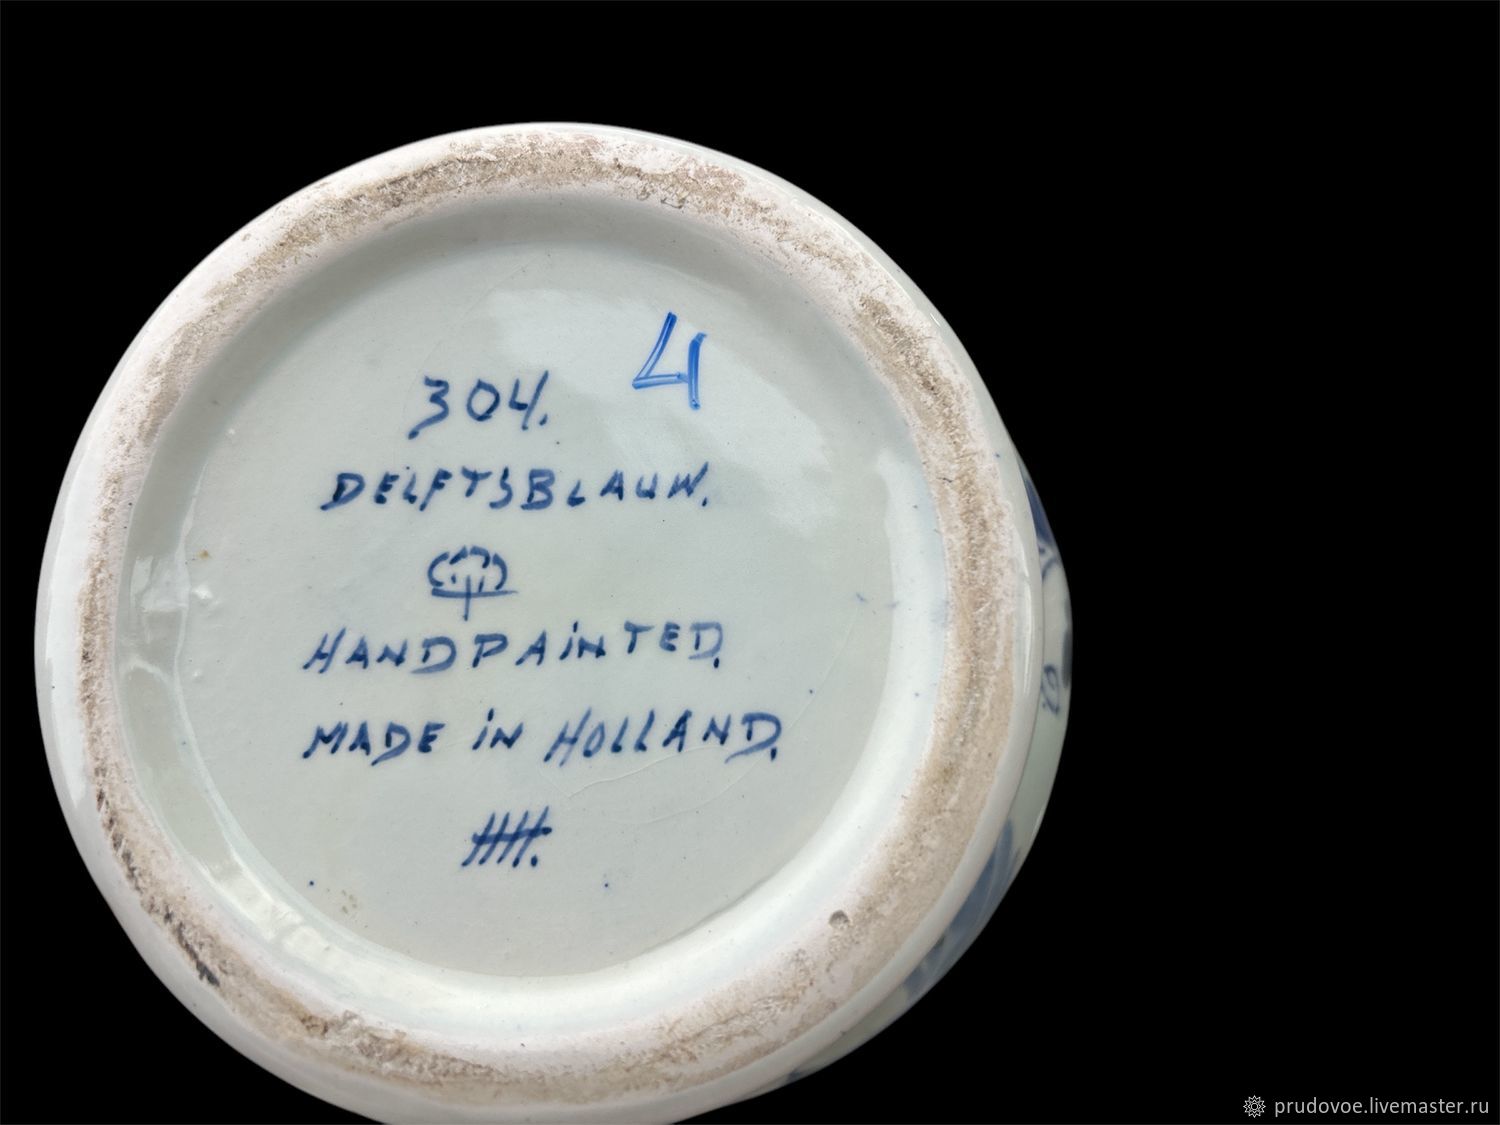 4
304.
DELFTSBLAUW.
HANDPAINTED.
MADE IN HOLLAND.
prudovoe.livemaster.ru